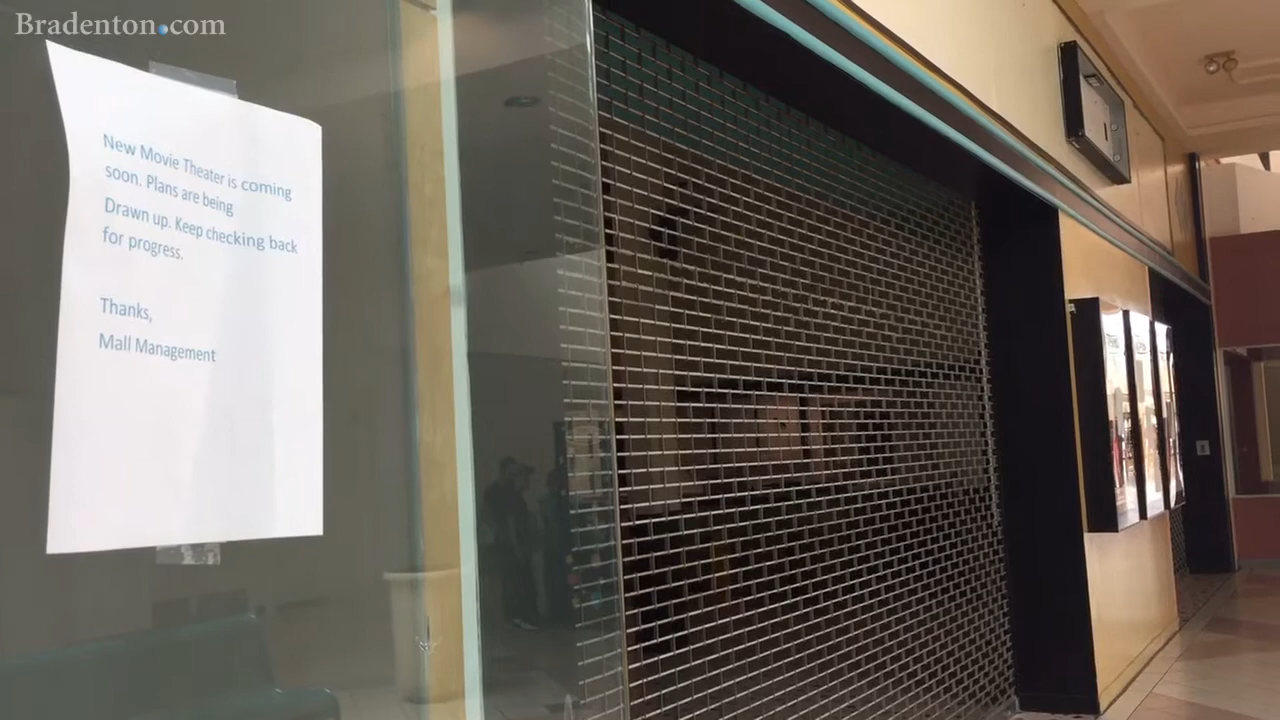 Bradenton.com
New Movie Theater is coming
soon. Plans are being
Drawn up. Keep checking back
for progress.
Thanks,
Mall Management